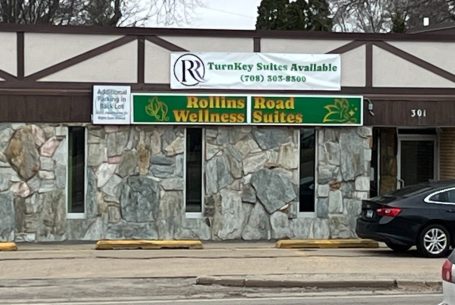 RR
TurnKey Suites Available
(708) 303-8800
Additional
Parking in
Back Lot
Rollins Road
Wellness Suites
301